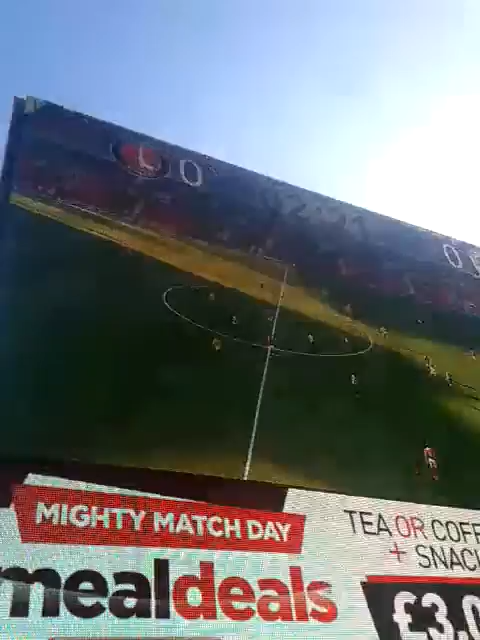 0
0
MIGHTY MATCH DAY
mealdeals
TEA OR COFF
+ SNAC
£3.0